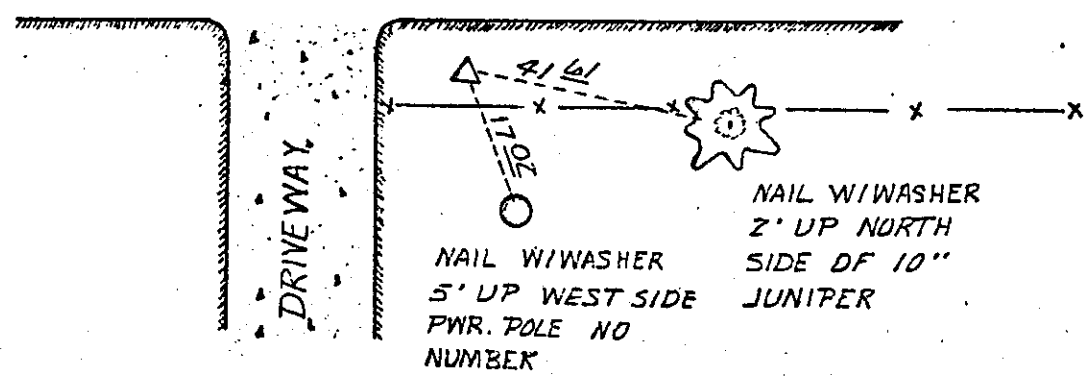 41 61
17 02
DRIVEWAY
NAIL W/WASHER
5' UP WEST SIDE
PWR. POLE NO
NUMBER
NAIL W/WASHER
2' UP NORTH
SIDE OF 10"
JUNIPER